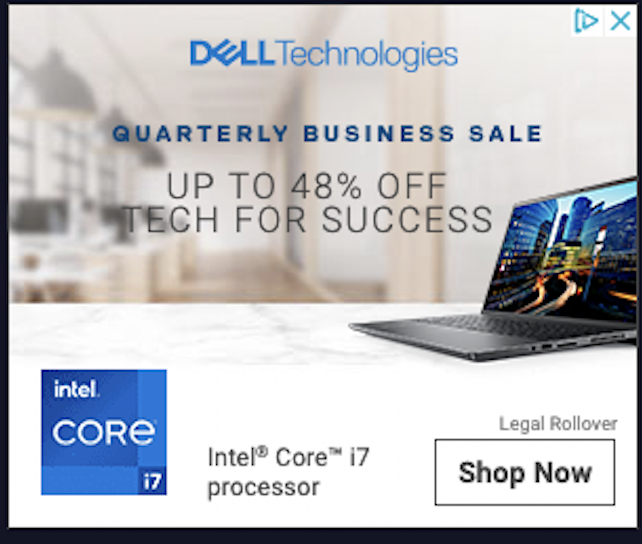 DELLTechnologies
QUARTERLY BUSINESS SALE
UP TO 48% OFF
TECH FOR SUCCESS
intel.
CORE
i7
Intel® Core™ i7
processor
Legal Rollover
Shop Now